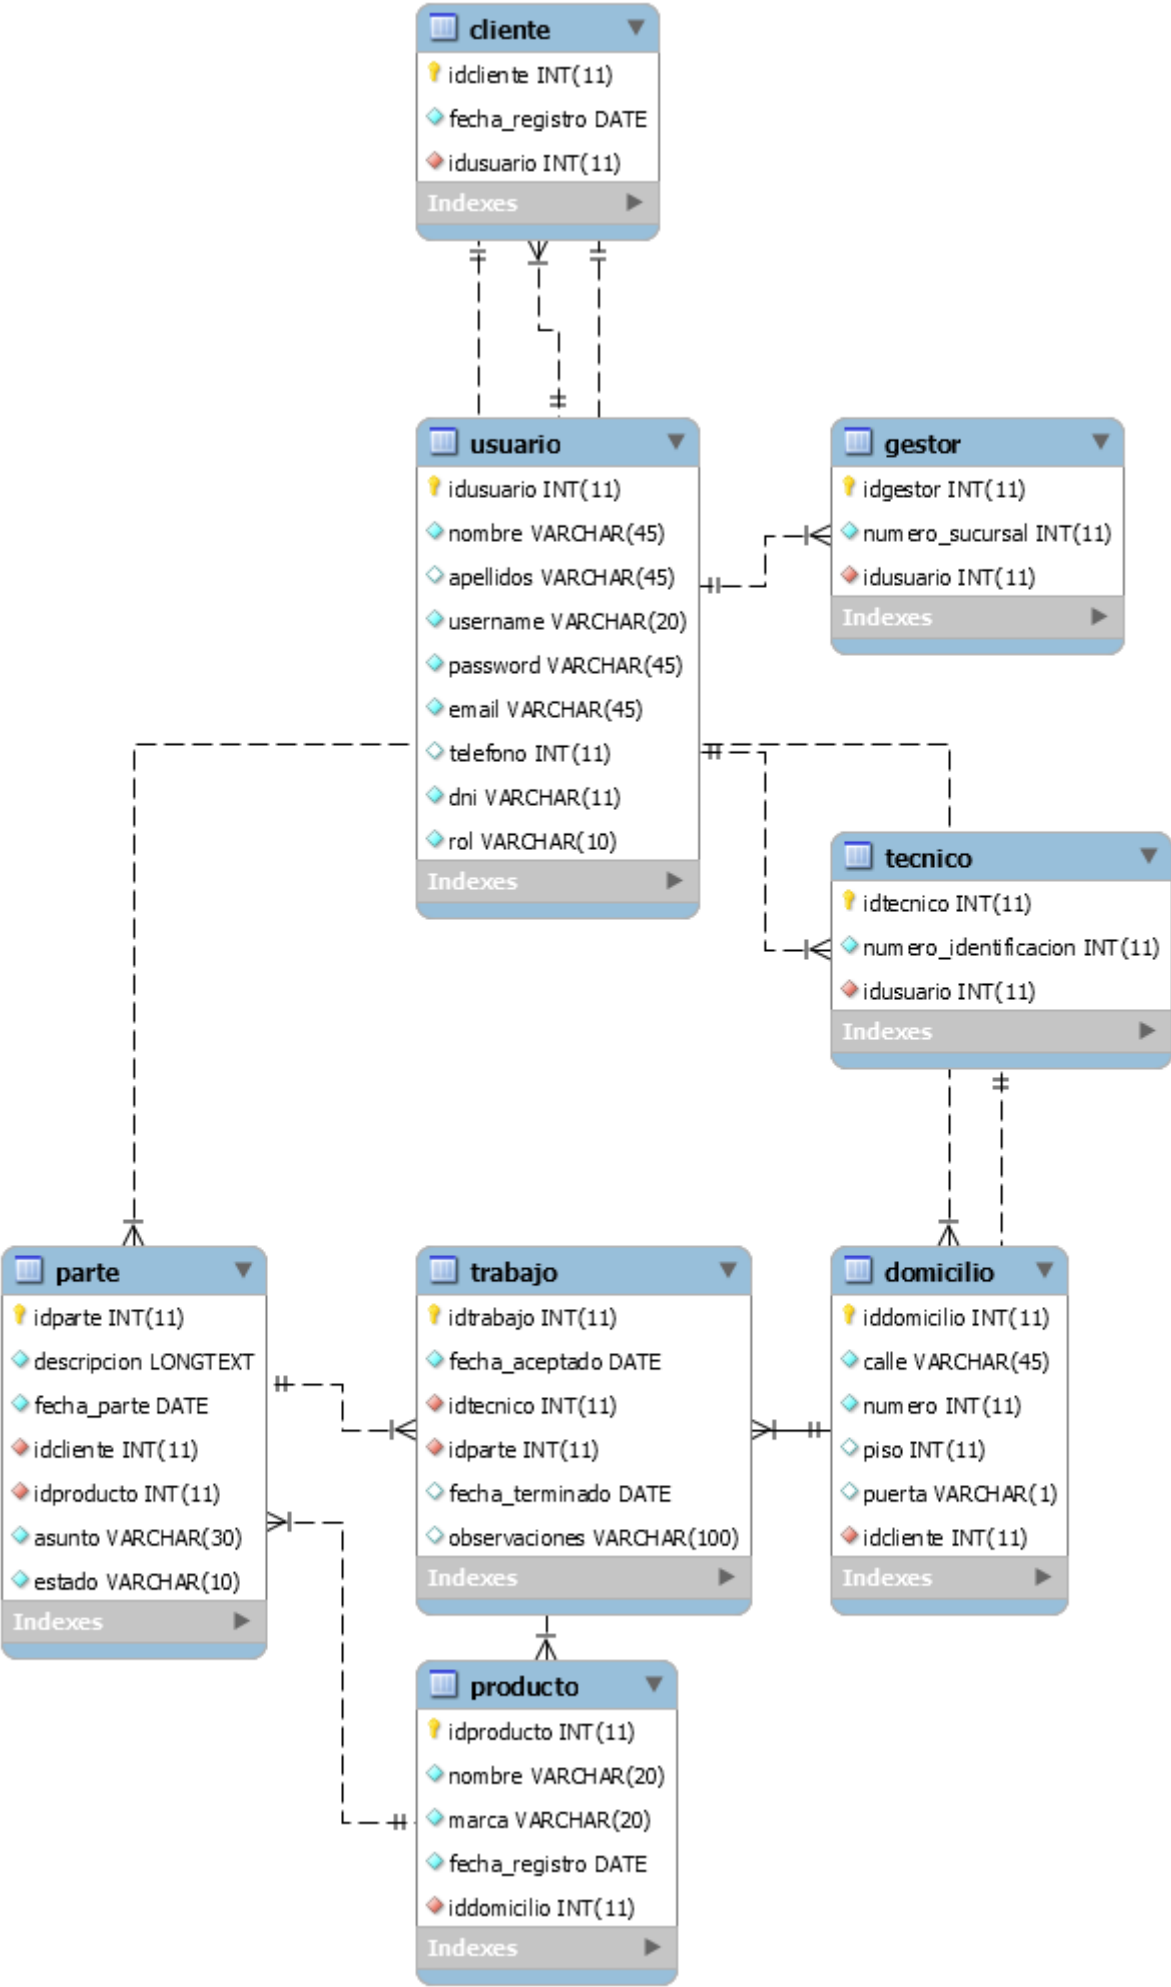 cliente
idcliente INT(11)
fecha_registro DATE
idusuario INT(11)
Indexes
usuario
idusuario INT(11)
nombre VARCHAR(45)
apellidos VARCHAR(45)
username VARCHAR(20)
password VARCHAR(45)
email VARCHAR(45)
telefono INT(11)
dni VARCHAR(11)
rol VARCHAR(10)
Indexes
gestor
idgestor INT(11)
numero_sucursal INT(11)
idusuario INT(11)
Indexes
tecnico
idtecnico INT(11)
numero_identificacion INT(11)
idusuario INT(11)
Indexes
parte
idparte INT(11)
descripcion LONGTEXT
fecha_parte DATE
idcliente INT(11)
idproducto INT(11)
asunto VARCHAR(30)
estado VARCHAR(10)
Indexes
trabajo
idtrabajo INT(11)
fecha_aceptado DATE
idtecnico INT(11)
idparte INT(11)
fecha_terminado DATE
observaciones VARCHAR(100)
Indexes
domicilio
iddomicilio INT(11)
calle VARCHAR(45)
numero INT(11)
piso INT(11)
puerta VARCHAR(1)
idcliente INT(11)
Indexes
producto
idproducto INT(11)
nombre VARCHAR(20)
marca VARCHAR(20)
fecha_registro DATE
iddomicilio INT(11)
Indexes